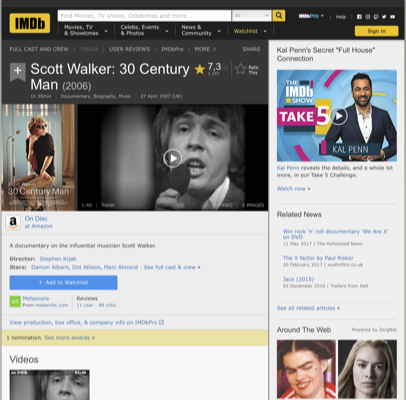 IMDb
Find Movies, TV shows, Celebrities and more...
All
IMDbPro
Help
Movies, TV
& Showtimes
Celebs, Events
& Photos
News &
Community
Watchlist
Sign in
FULL CAST AND CREW
TRIVIA
USER REVIEWS
IMDbPro
MORE
SHARE
Scott Walker: 30 Century
Man (2006)
7,3
Rate
This
1h 35min | Documentary, Biography, Music | 27 April 2007 (UK)
30 Century Man
1:40 | Trailer
VIDEO | 5 IMAGES
On Disc
at Amazon
A documentary on the influential musician Scott Walker.
Director: Stephen Kijak
Stars: Damon Albarn, Dot Allison, Marc Almond | See full cast & crew »
+ Add to Watchlist
Metascore
From metacritic.com
Reviews
11 user | 48 critic
View production, box office, & company info on IMDbPro
1 nomination. See more awards »
Videos
Kal Penn's Secret "Full House"
Connection
THE
IMDb
SHOW
TAKE 5
KAL PENN
Kal Penn reveals the details, and a whole lot
more, in our Take 5 Challenge.
Watch now »
Related News
Win rock 'n' roll documentary 'We Are X'
on DVD
11 May 2017 | The Hollywood News
The X factor by Paul Risker
20 February 2017 | eyeforfilm.co.uk
Jaco (2015)
03 December 2016 | Trailers from Hell
See all related articles »
Around The Web
Powered by ZergNet